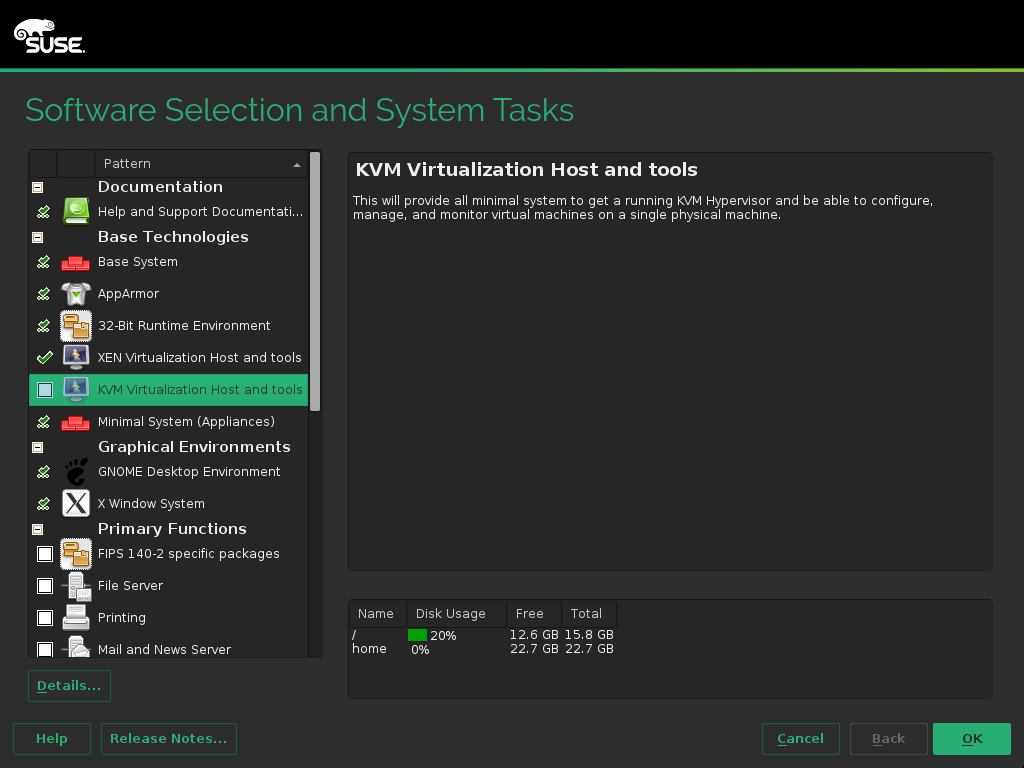 SUSE
Software Selection and System Tasks
Pattern
Documentation
Help and Support Documentati...
Base Technologies
Base System
AppArmor
32-Bit Runtime Environment
XEN Virtualization Host and tools
KVM Virtualization Host and tools
Minimal System (Appliances)
Graphical Environments
GNOME Desktop Environment
X Window System
Primary Functions
FIPS 140-2 specific packages
File Server
Printing
Mail and News Server
Details...
KVM Virtualization Host and tools
This will provide all minimal system to get a running KVM Hypervisor and be able to configure,
manage, and monitor virtual machines on a single physical machine.
Name Disk Usage Free Total
/ 20% 12.6 GB 15.8 GB
home 0% 22.7 GB 22.7 GB
Help Release Notes... Cancel Back OK